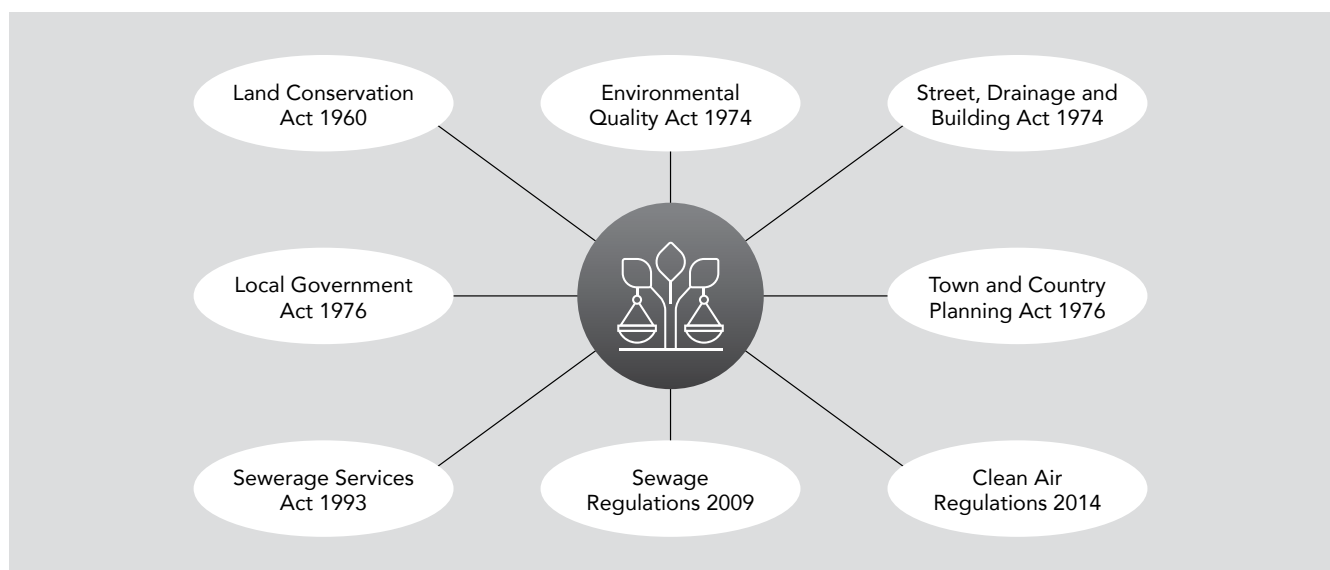 Land Conservation
Act 1960
Environmental
Quality Act 1974
Street, Drainage and
Building Act 1974
Local Government
Act 1976
Town and Country
Planning Act 1976
Sewerage Services
Act 1993
Sewage
Regulations 2009
Clean Air
Regulations 2014